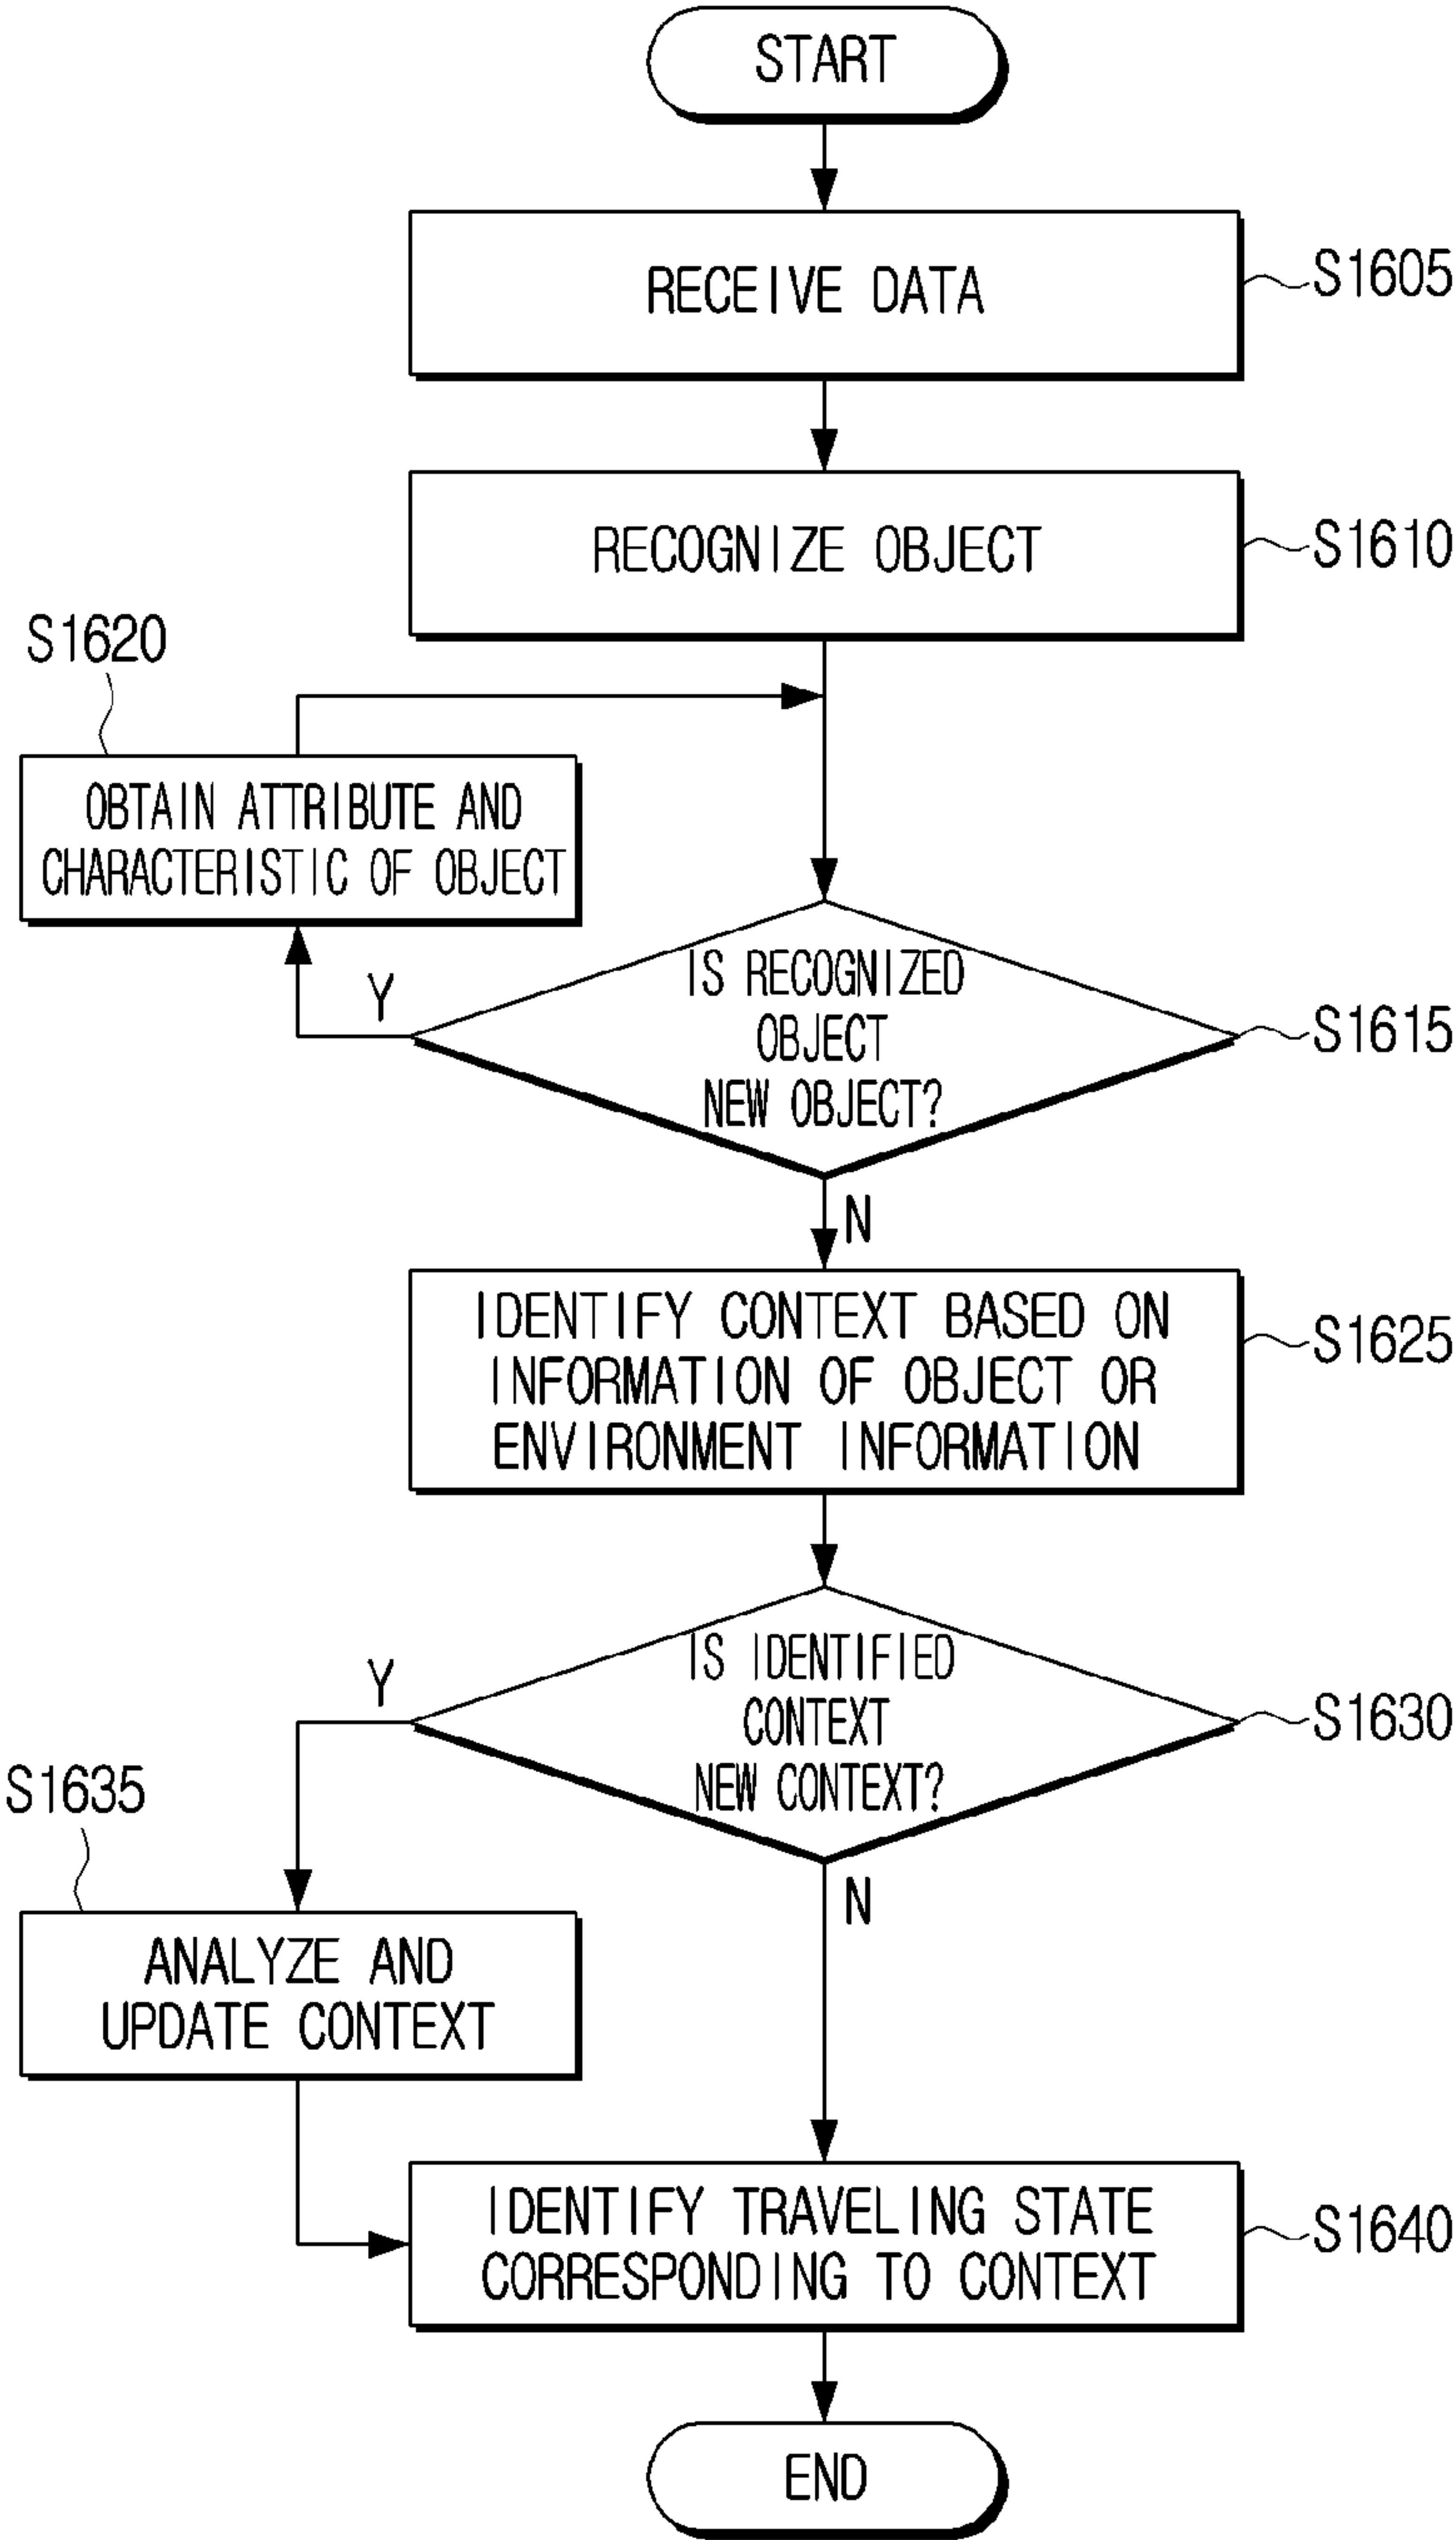 START
RECEIVE DATA
S1605
RECOGNIZE OBJECT
S1610
S1620
OBTAIN ATTRIBUTE AND
CHARACTERISTIC OF OBJECT
Y
IS RECOGNIZED
OBJECT
NEW OBJECT?
S1615
N
IDENTIFY CONTEXT BASED ON
INFORMATION OF OBJECT OR
ENVIRONMENT INFORMATION
S1625
Y
IS IDENTIFIED
CONTEXT
NEW CONTEXT?
S1630
S1635
N
ANALYZE AND
UPDATE CONTEXT
IDENTIFY TRAVELING STATE
CORRESPONDING TO CONTEXT
S1640
END